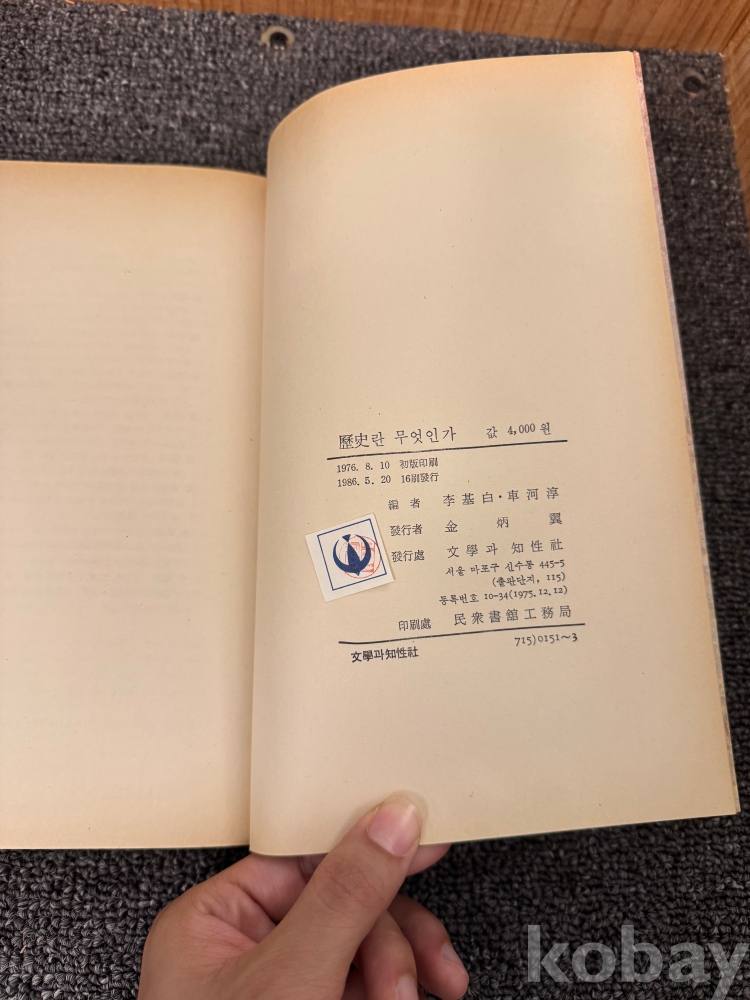 歷史란 무엇인가 값 4,000 원
1976. 8. 10 初版印刷
1986. 5. 20 16刷發行
編者 李基白·車河淳
發行者 金炳翼
發行處 文學과 知性社
서울 마포구 신수동 445-5
(출판단지, 115)
등록번호 10-34(1975. 12. 12)
印刷處 民衆書館工務局
文學과知性社 715)0151~3
kobay